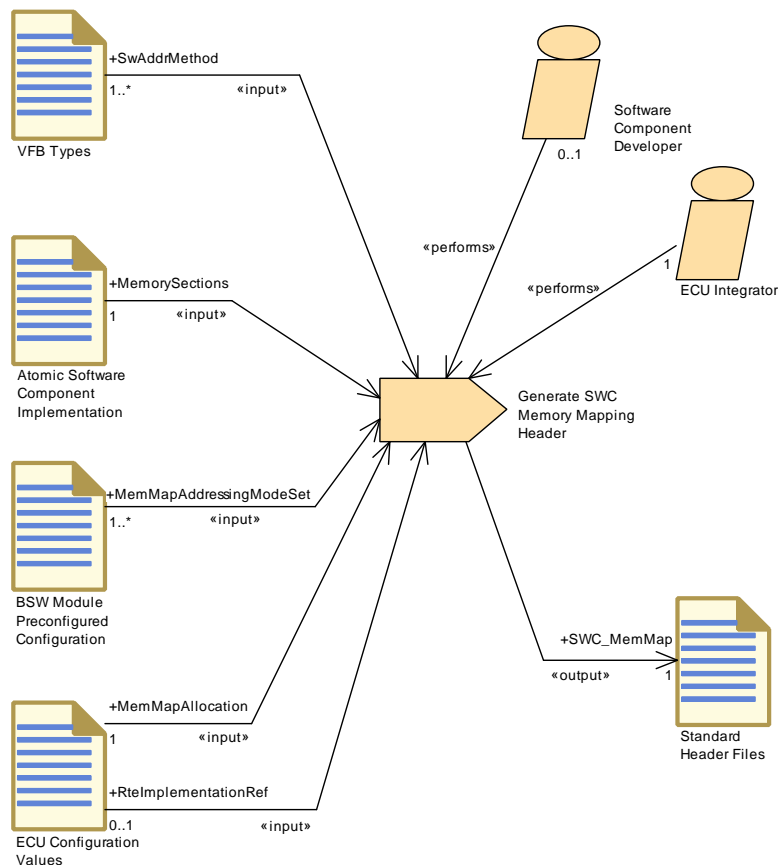 +SwAddrMethod
1..*
«input»
VFB Types
Software
Component
Developer
0..1
«performs»
ECU Integrator
1
«performs»
+MemorySections
1
«input»
Atomic Software
Component
Implementation
Generate SWC
Memory Mapping
Header
+MemMapAddressingModeSet
1..*
«input»
BSW Module
Preconfigured
Configuration
+SWC_MemMap
«output»
1
Standard
Header Files
+MemMapAllocation
1
«input»
+RteImplementationRef
0..1
«input»
ECU Configuration
Values